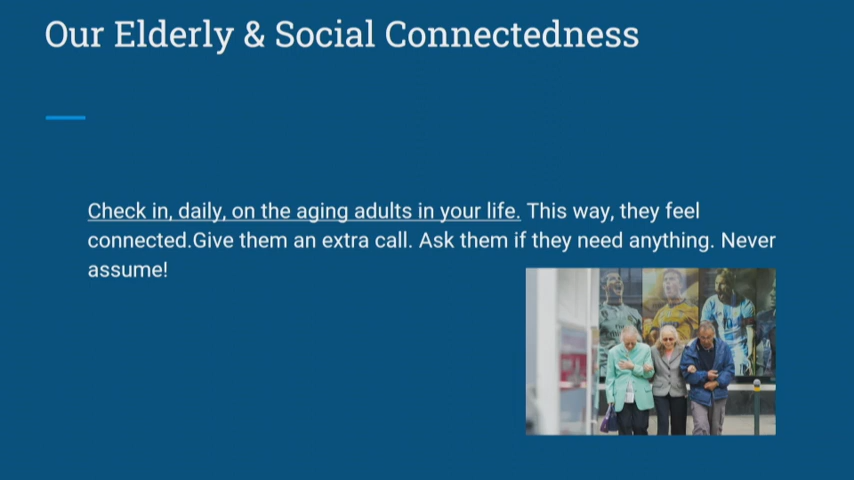 Our Elderly & Social Connectedness
Check in, daily, on the aging adults in your life. This way, they feel
connected.Give them an extra call. Ask them if they need anything. Never
assume!